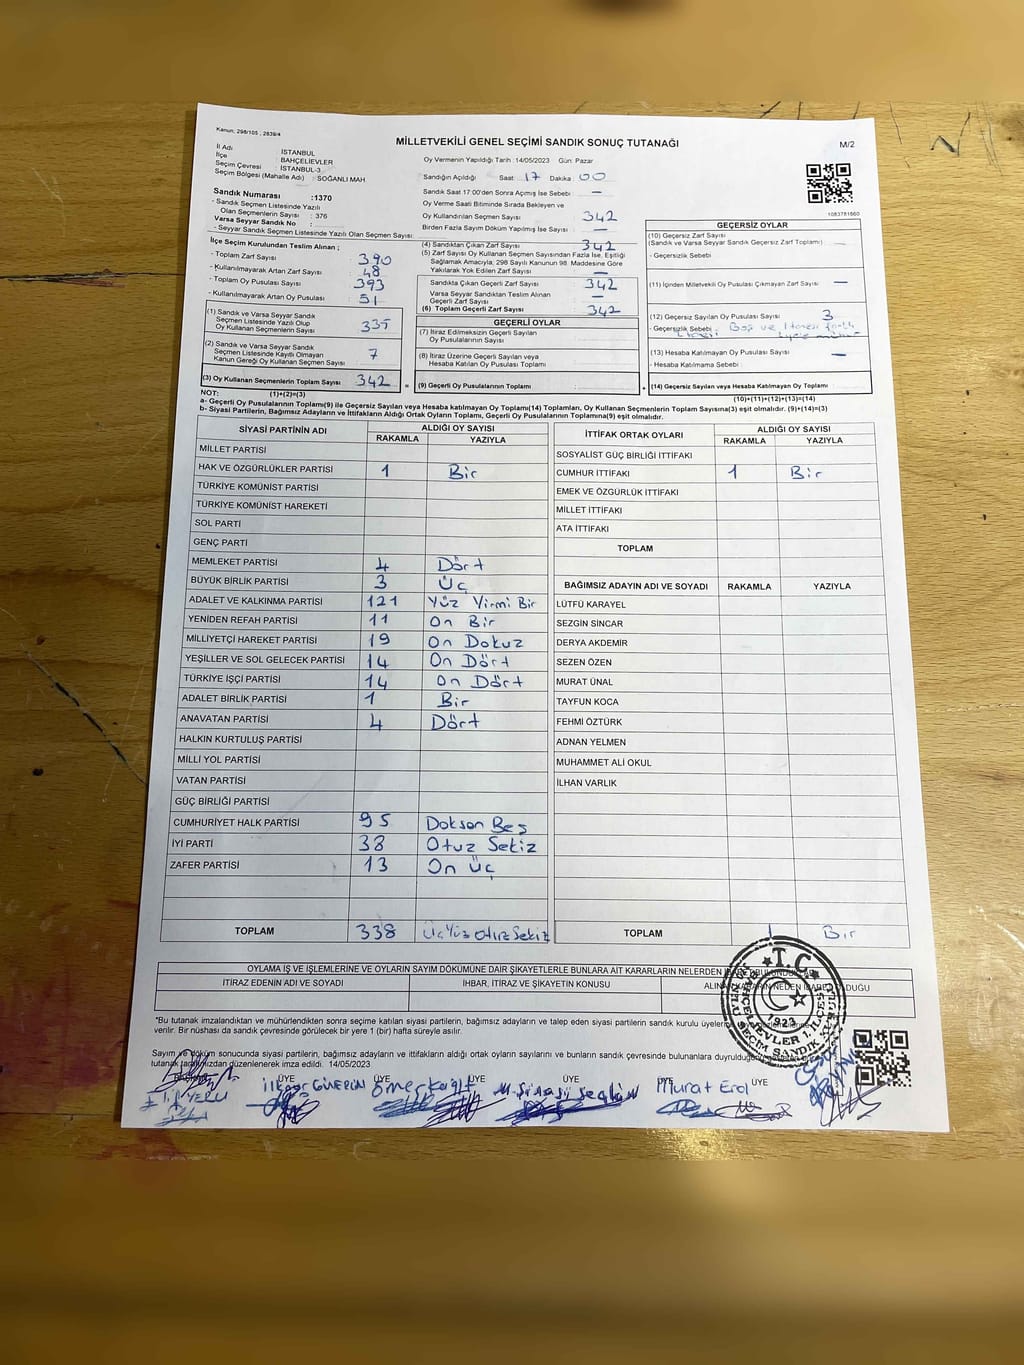 Kanun: 298/105 , 2839/4
MİLLETVEKİLİ GENEL SEÇİMİ SANDIK SONUÇ TUTANAĞI
M/2
İl Adı : İSTANBUL
İlçe : BAHÇELİEVLER
Seçim Çevresi : İSTANBUL-3
Seçim Bölgesi (Mahalle Adı) : SOĞANLI MAH
Oy Vermenin Yapıldığı Tarih :14/05/2023 Gün: Pazar
Sandığın Açıldığı Saat: 17 Dakika: 00
Sandık Saat 17:00'den Sonra Açımış İse Sebebi : —
Oy Verme Saati Bitiminde Sırada Bekleyen ve
Oy Kullandırılan Seçmen Sayısı : 342
Birden Fazla Sayım Döküm Yapılmış İse Sayısı : —
1083781860
Sandık Numarası :1370
- Sandık Seçmen Listesinde Yazılı
Olan Seçmenlerin Sayısı : 376
Varsa Seyyar Sandık No :
- Seyyar Sandık Seçmen Listesinde Yazılı Olan Seçmen Sayısı:
İlçe Seçim Kurulundan Teslim Alınan ;
- Toplam Zarf Sayısı : 390
- Kullanılmayarak Artan Zarf Sayısı : 48
- Toplam Oy Pusulası Sayısı : 393
- Kullanılmayarak Artan Oy Pusulası : 51
(1) Sandık ve Varsa Seyyar Sandık
Seçmen Listesinde Yazılı Olup
Oy Kullanan Seçmenlerin Sayısı : 335
(2) Sandık ve Varsa Seyyar Sandık
Seçmen Listesinde Kayıtlı Olmayan
Kanun Gereği Oy Kullanan Seçmen Sayısı : 7
(3) Oy Kullanan Seçmenlerin Toplam Sayısı : 342
(1)+(2)=(3)
(4) Sandıktan Çıkan Zarf Sayısı : 342
(5) Zarf Sayısı Oy Kullanan Seçmen Sayısından Fazla İse, Eşitliği
Sağlamak Amacıyla, 298 Sayılı Kanunun 98. Maddesine Göre
Yakılarak Yok Edilen Zarf Sayısı : —
Sandıkta Çıkan Geçerli Zarf Sayısı : 342
Varsa Seyyar Sandıktan Teslim Alınan
Geçerli Zarf Sayısı : —
(6) Toplam Geçerli Zarf Sayısı : 342
GEÇERLİ OYLAR
(7) İtiraz Edilmeksizin Geçerli Sayılan
Oy Pusulalarının Sayısı :
(8) İtiraz Üzerine Geçerli Sayılan veya
Hesaba Katılan Oy Pusulası Toplamı :
= (9) Geçerli Oy Pusulalarının Toplamı : +
GEÇERSİZ OYLAR
(10) Geçersiz Zarf Sayısı
(Sandık ve Varsa Seyyar Sandık Geçersiz Zarf Toplamı) : —
- Geçersizlik Sebebi :
(11) İçinden Milletvekili Oy Pusulası Çıkmayan Zarf Sayısı : —
(12) Geçersiz Sayılan Oy Pusulası Sayısı : 3
- Geçersizlik Sebebi : Boş ve
(13) Hesaba Katılmayan Oy Pusulası Sayısı : —
- Hesaba Katılmama Sebebi :
(14) Geçersiz Sayılan veya Hesaba Katılmayan Oy Toplamı :
(10)+(11)+(12)+(13)=(14)
NOT:
a- Geçerli Oy Pusulalarının Toplamı(9) ile Geçersiz Sayılan veya Hesaba katılmayan Oy Toplamı(14) Toplamları, Oy Kullanan Seçmenlerin Toplam Sayısına(3) eşit olmalıdır. (9)+(14)=(3)
b- Siyasi Partilerin, Bağımsız Adayların ve İttifakların Aldığı Ortak Oyların Toplamı, Geçerli Oy Pusulalarının Toplamına(9) eşit olmalıdır.
SİYASİ PARTİNİN ADI ALDIĞI OY SAYISI
RAKAMLA YAZIYLA
MİLLET PARTİSİ
HAK VE ÖZGÜRLÜKLER PARTİSİ 1 Bir
TÜRKİYE KOMÜNİST PARTİSİ
TÜRKİYE KOMÜNİST HAREKETİ
SOL PARTİ
GENÇ PARTİ
MEMLEKET PARTİSİ 4 Dört
BÜYÜK BİRLİK PARTİSİ 3 Üç
ADALET VE KALKINMA PARTİSİ 121 Yüz Yirmi Bir
YENİDEN REFAH PARTİSİ 11 On Bir
MİLLİYETÇİ HAREKET PARTİSİ 19 On Dokuz
YEŞİLLER VE SOL GELECEK PARTİSİ 14 On Dört
TÜRKİYE İŞÇİ PARTİSİ 14 On Dört
ADALET BİRLİK PARTİSİ 1 Bir
ANAVATAN PARTİSİ 4 Dört
HALKIN KURTULUŞ PARTİSİ
MİLLİ YOL PARTİSİ
VATAN PARTİSİ
GÜÇ BİRLİĞİ PARTİSİ
CUMHURİYET HALK PARTİSİ 95 Doksan Beş
İYİ PARTİ 38 Otuz Sekiz
ZAFER PARTİSİ 13 On Üç
TOPLAM 338 Üçyüz Otuz Sekiz
İTTİFAK ORTAK OYLARI ALDIĞI OY SAYISI
RAKAMLA YAZIYLA
SOSYALİST GÜÇ BİRLİĞİ İTTİFAKI
CUMHUR İTTİFAKI 1 Bir
EMEK VE ÖZGÜRLÜK İTTİFAKI
MİLLET İTTİFAKI
ATA İTTİFAKI
TOPLAM
BAĞIMSIZ ADAYIN ADI VE SOYADI RAKAMLA YAZIYLA
LÜTFÜ KARAYEL
SEZGİN SİNCAR
DERYA AKDEMİR
SEZEN ÖZEN
MURAT ÜNAL
TAYFUN KOCA
FEHMİ ÖZTÜRK
ADNAN YELMEN
MUHAMMET ALİ OKUL
İLHAN VARLIK
TOPLAM 1 Bir
OYLAMA İŞ VE İŞLEMLERİNE VE OYLARIN SAYIM DÖKÜMÜNE DAİR ŞİKAYETLERLE BUNLARA AİT KARARLARIN NELERDEN
İTİRAZ EDENİN ADI VE SOYADI İHBAR, İTİRAZ VE ŞİKAYETİN KONUSU ALINAN KARARIN NEDEN İBARET OLDUĞU
T.C.
1923
"Bu tutanak imzalandıktan ve mühürlendikten sonra seçime katılan siyasi partilerin, bağımsız adayların ve talep eden siyasi partilerin sandık kurulu
verilir. Bir nüshası da sandık çevresinde görülecek bir yere 1 (bir) hafta süreyle asılır.
Sayım ve döküm sonucunda siyasi partilerin, bağımsız adayların ve ittifakların aldığı ortak oyların sayılarını ve bunların sandık çevresinde bulunanlara duyurulduğunu
tutanak tarafımızdan düzenlenerek imza edildi. 14/05/2023
ÜYE ÜYE ÜYE ÜYE ÜYE
Murat Erol